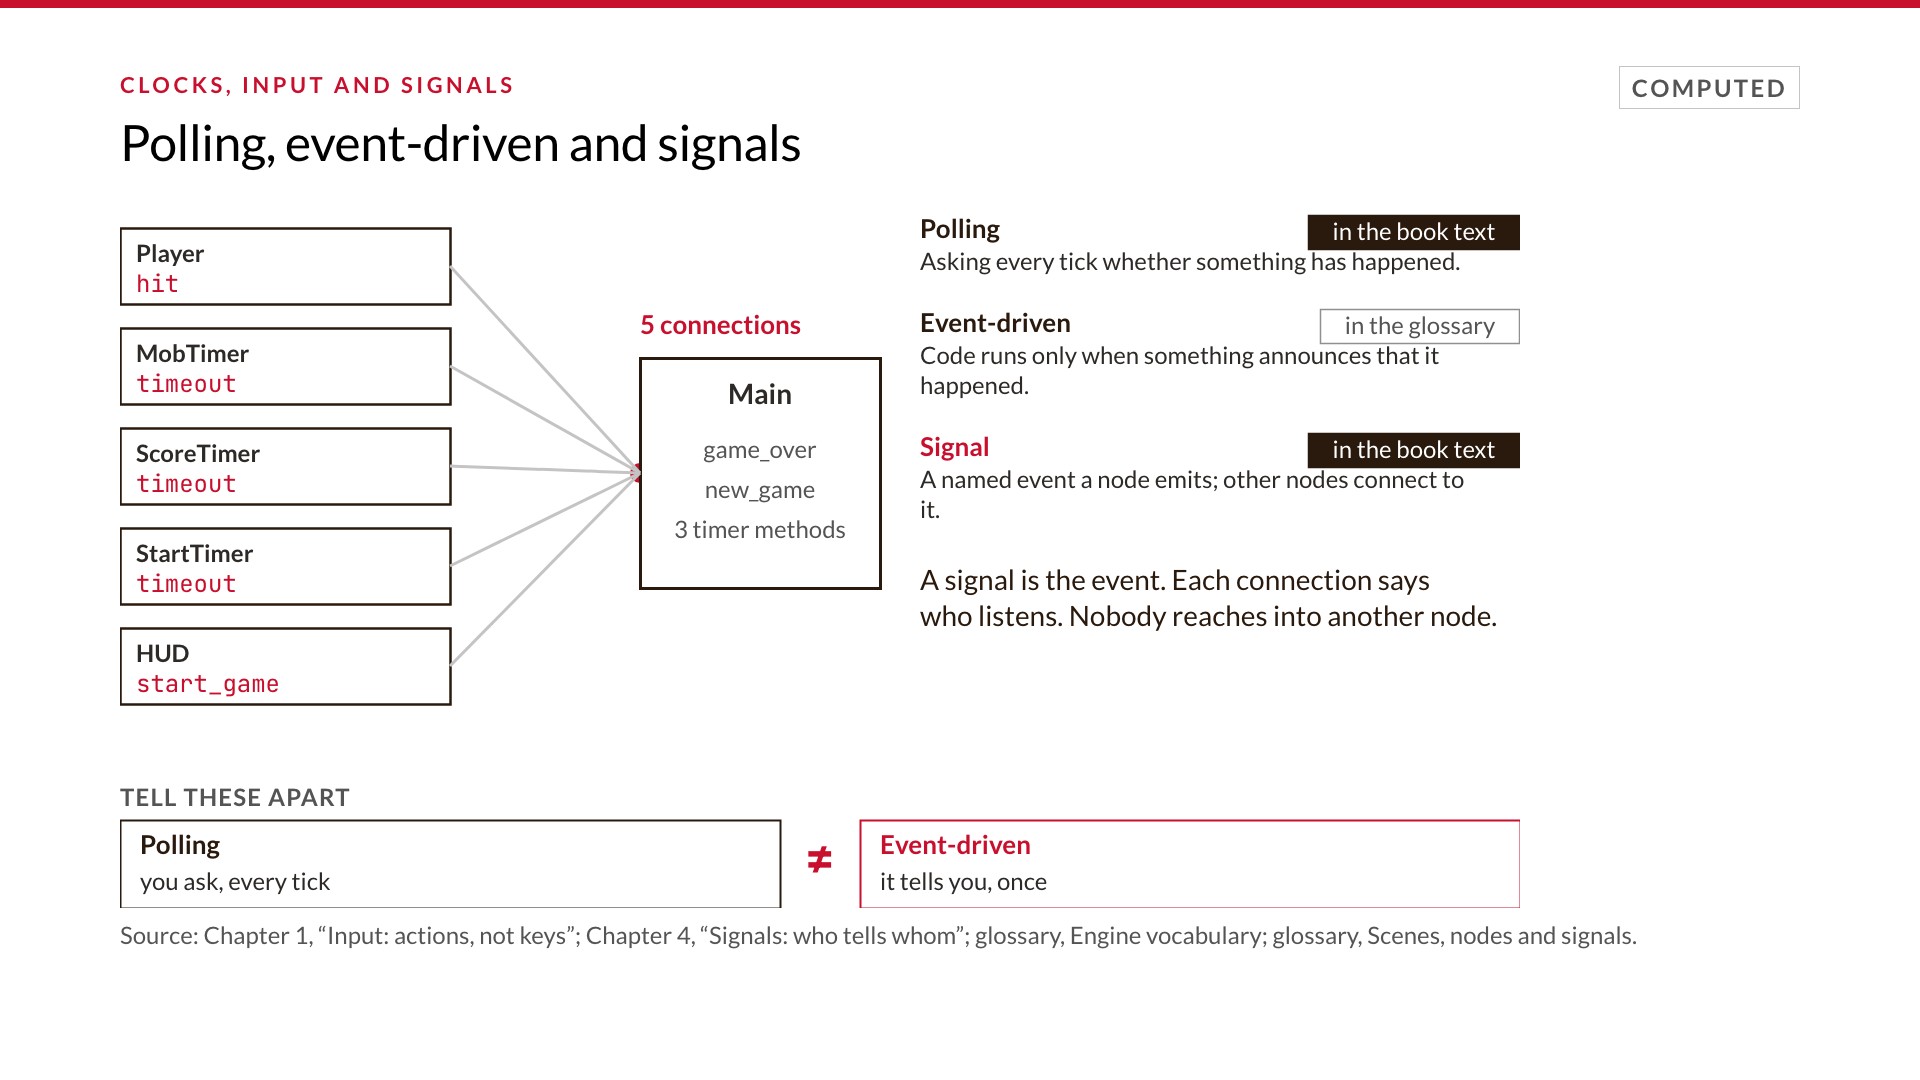 CLOCKS, INPUT AND SIGNALS
COMPUTED
Polling, event-driven and signals
Player
hit
MobTimer
timeout
ScoreTimer
timeout
StartTimer
timeout
HUD
start_game
5 connections
Main
game_over
new_game
3 timer methods
Polling
in the book text
Asking every tick whether something has happened.
Event-driven
in the glossary
Code runs only when something announces that it
happened.
Signal
in the book text
A named event a node emits; other nodes connect to
it.
A signal is the event. Each connection says
who listens. Nobody reaches into another node.
TELL THESE APART
Polling
you ask, every tick
≠
Event-driven
it tells you, once
Source: Chapter 1, “Input: actions, not keys”; Chapter 4, “Signals: who tells whom”; glossary, Engine vocabulary; glossary, Scenes, nodes and signals.